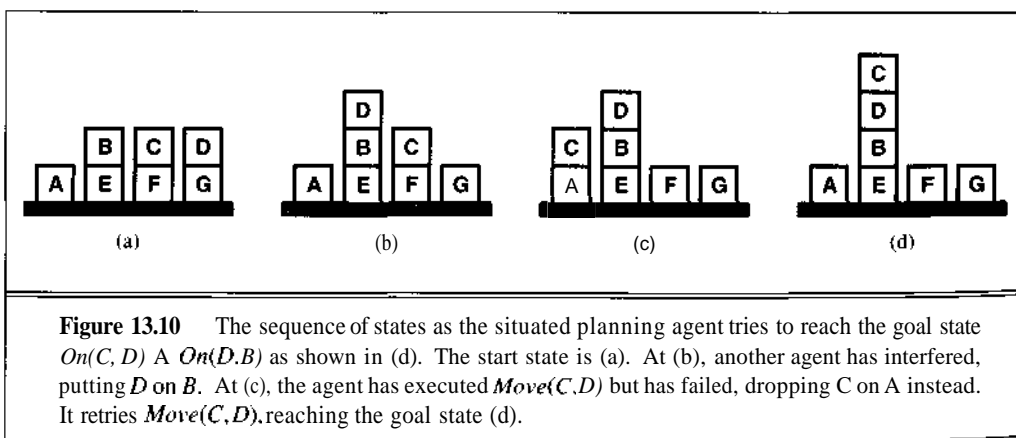 C
D D D
B C D B C C B B
A E F G A E F G A E F G A E F G
(a) (b) (c) (d)
Figure 13.10 The sequence of states as the situated planning agent tries to reach the goal state
On(C, D) A On(D.B) as shown in (d). The start state is (a). At (b), another agent has interfered,
putting D on B. At (c), the agent has executed Move(C,D) but has failed, dropping C on A instead.
It retries Move(C,D), reaching the goal state (d).